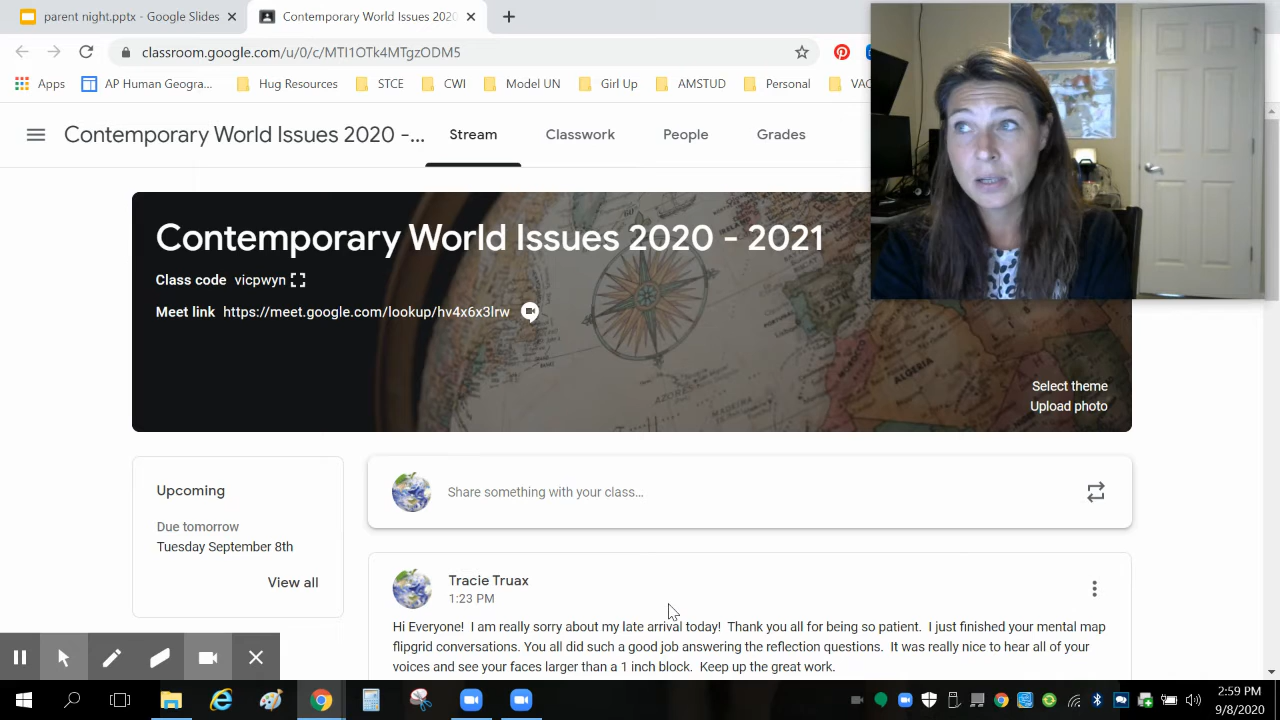 parent night.pptx - Google Slides
Contemporary World Issues 2020
classroom.google.com/u/0/c/MTI1OTk4MTgzODM5
Apps
AP Human Geogra...
Hug Resources
STCE
CWI
Model UN
Girl Up
AMSTUD
Personal
VAC
Contemporary World Issues 2020 -...
Stream
Classwork
People
Grades
Contemporary World Issues 2020 - 2021
Class code vicpwyn
Meet link https://meet.google.com/lookup/hv4x6x3lrw
ALGERIA
MOROCCO
MADEIRA
AZORES
Select theme
Upload photo
Upcoming
Due tomorrow
Tuesday September 8th
View all
Share something with your class...
Tracie Truax
1:23 PM
Hi Everyone! I am really sorry about my late arrival today! Thank you all for being so patient. I just finished your mental map
flipgrid conversations. You all did such a good job answering the reflection questions. It was really nice to hear all of your
voices and see your faces larger than a 1 inch block. Keep up the great work.
2:59 PM
9/8/2020